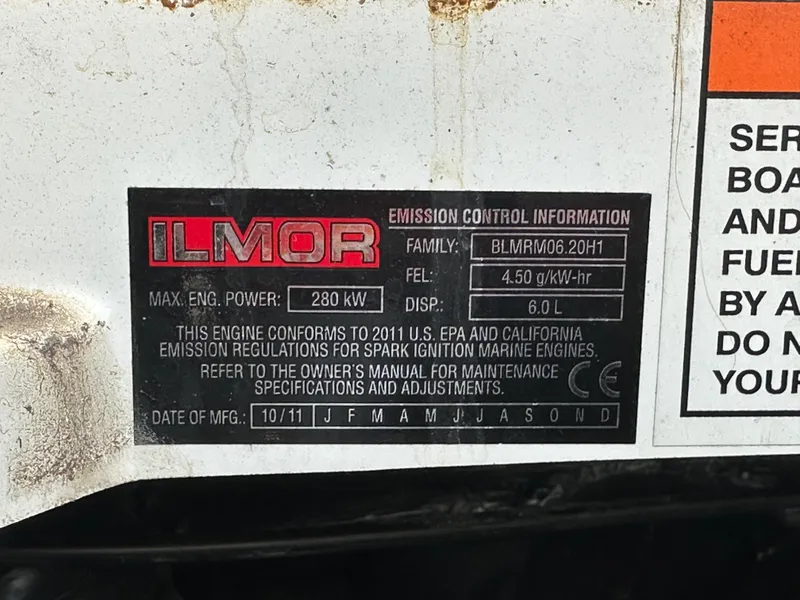 ILMOR
EMISSION CONTROL INFORMATION
FAMILY: BLMRM06.20H1
FEL: 4.50 g/kW-hr
MAX. ENG. POWER: 280 kW
DISP.: 6.0 L
THIS ENGINE CONFORMS TO 2011 U.S. EPA AND CALIFORNIA
EMISSION REGULATIONS FOR SPARK IGNITION MARINE ENGINES.
REFER TO THE OWNER'S MANUAL FOR MAINTENANCE
SPECIFICATIONS AND ADJUSTMENTS.
CE
DATE OF MFG.: 10/11 J F M A M J J A S O N D
SER
BOA
AND
FUE
BY A
DO N
YOUR